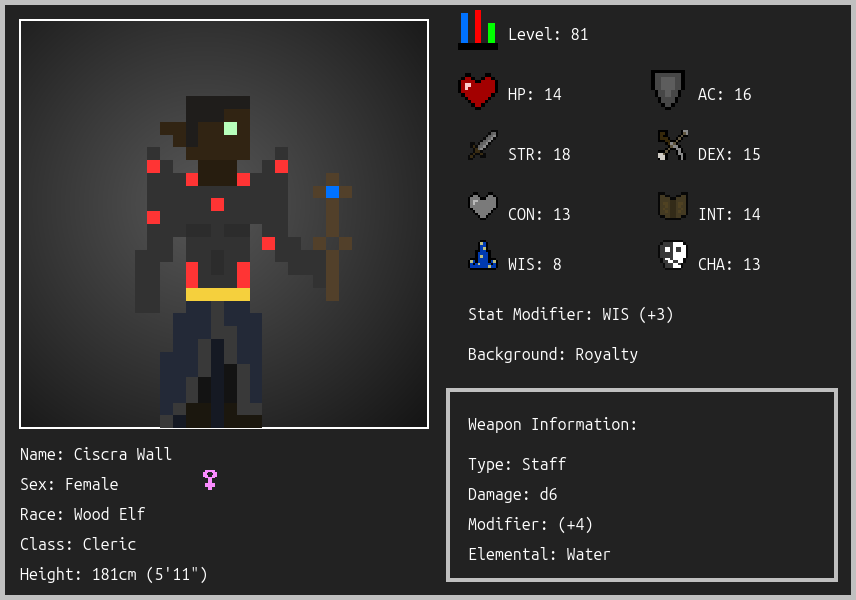 Level: 81
HP: 14
AC: 16
STR: 18
DEX: 15
CON: 13
INT: 14
WIS: 8
CHA: 13
Stat Modifier: WIS (+3)
Background: Royalty
Weapon Information:
Type: Staff
Damage: d6
Modifier: (+4)
Elemental: Water
Name: Ciscra Wall
Sex: Female
Race: Wood Elf
Class: Cleric
Height: 181cm (5'11")